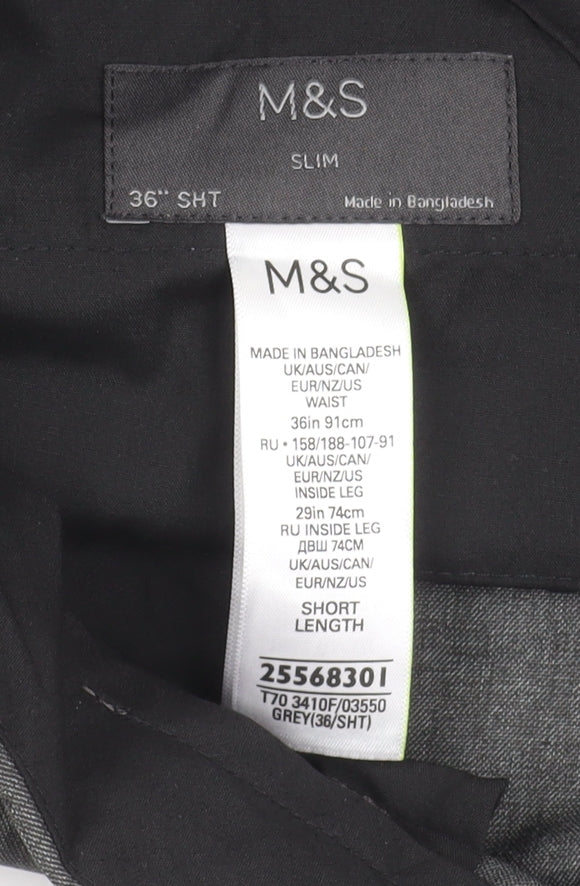 M&S
SLIM
36" SHT Made in Bangladesh
M&S
MADE IN BANGLADESH
UK/AUS/CAN/
EUR/NZ/US
WAIST
36in 91cm
RU • 158/188-107-91
UK/AUS/CAN/
EUR/NZ/US
INSIDE LEG
29in 74cm
RU INSIDE LEG
ДВШ 74СМ
UK/AUS/CAN/
EUR/NZ/US
SHORT
LENGTH
25568301
T70 3410F/03550
GREY(36/SHT)